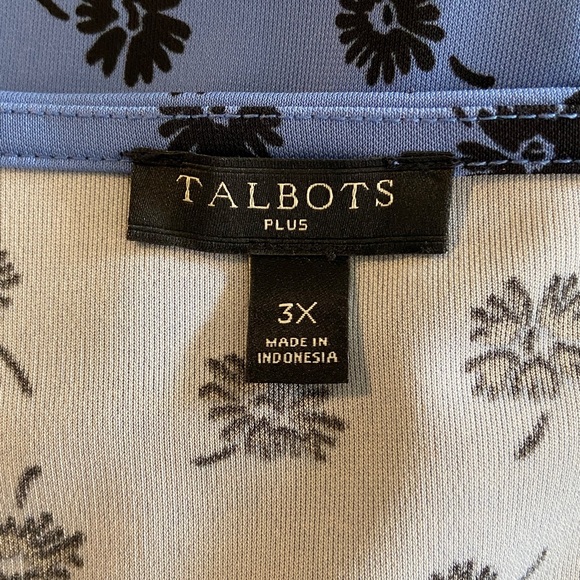 TALBOTS
PLUS
3X
MADE IN
INDONESIA